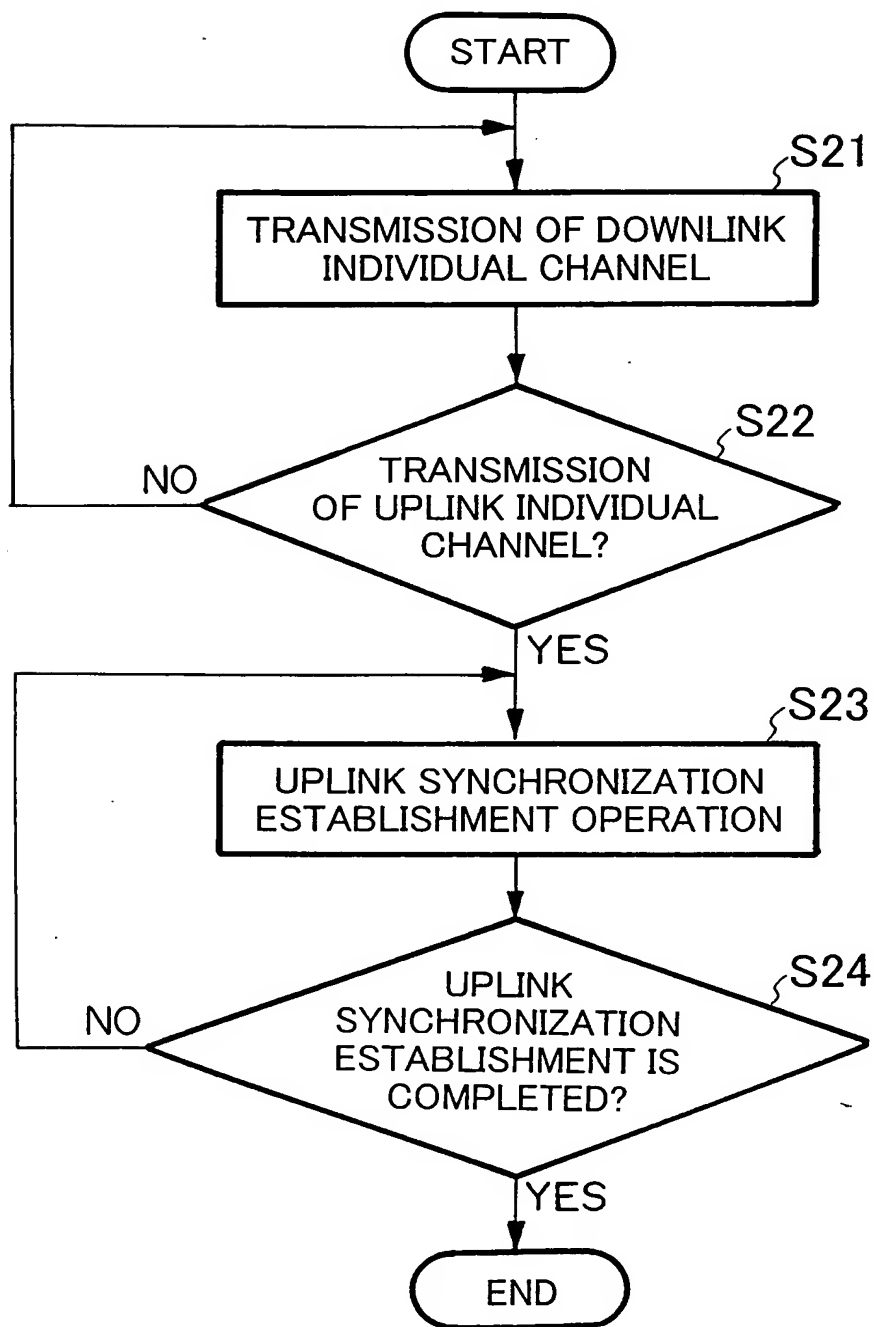 START
S21
TRANSMISSION OF DOWNLINK
INDIVIDUAL CHANNEL
S22
TRANSMISSION
OF UPLINK INDIVIDUAL
CHANNEL?
NO
YES
S23
UPLINK SYNCHRONIZATION
ESTABLISHMENT OPERATION
S24
UPLINK
SYNCHRONIZATION
ESTABLISHMENT IS
COMPLETED?
NO
YES
END